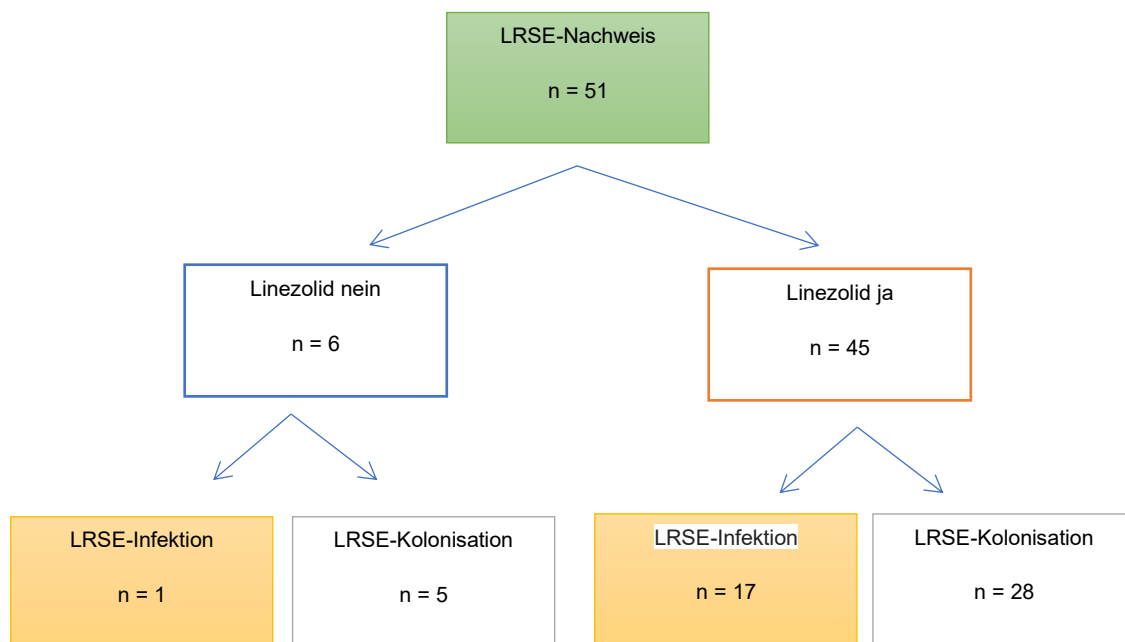 LRSE-Nachweis
n = 51
Linezolid nein
n = 6
Linezolid ja
n = 45
LRSE-Infektion
n = 1
LRSE-Kolonisation
n = 5
LRSE-Infektion
n = 17
LRSE-Kolonisation
n = 28